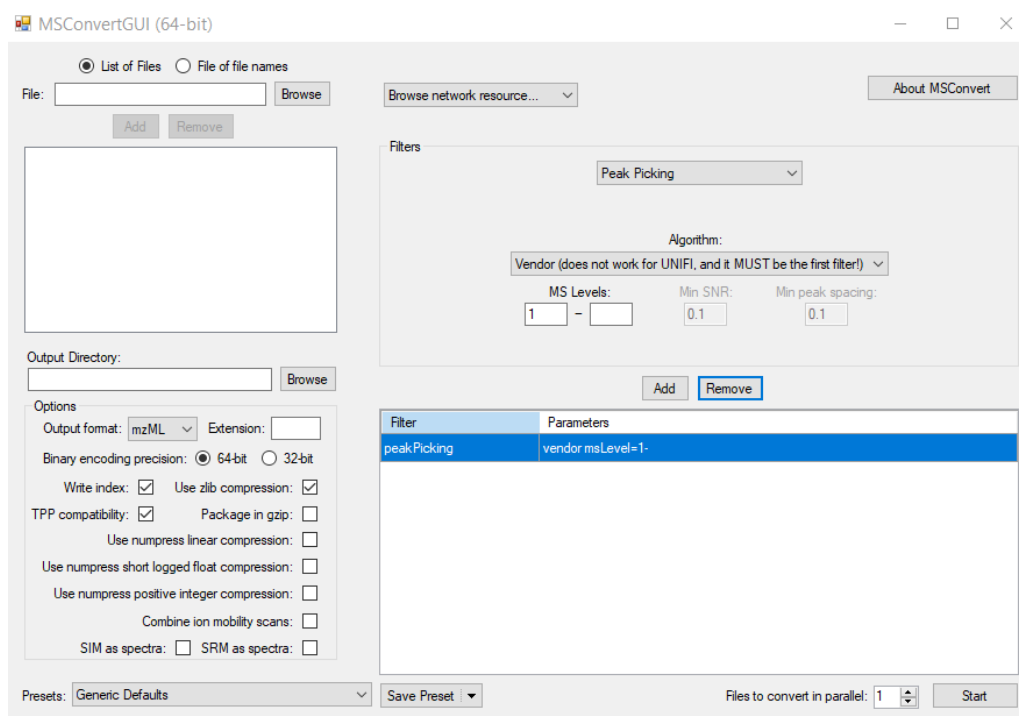 MSConvertGUI (64-bit)
List of Files File of file names
File: Browse
Add Remove
Browse network resource...
About MSConvert
Filters
Peak Picking
Algorithm:
Vendor (does not work for UNIFI, and it MUST be the first filter!)
MS Levels: Min SNR: Min peak spacing:
1 - 0.1 0.1
Output Directory:
Browse
Add Remove
Options
Output format: mzML Extension:
Binary encoding precision: 64-bit 32-bit
Write index: Use zlib compression:
TPP compatibility: Package in gzip:
Use numpress linear compression:
Use numpress short logged float compression:
Use numpress positive integer compression:
Combine ion mobility scans:
SIM as spectra: SRM as spectra:
Filter Parameters
peakPicking vendor msLevel=1-
Presets: Generic Defaults Save Preset Files to convert in parallel: 1 Start